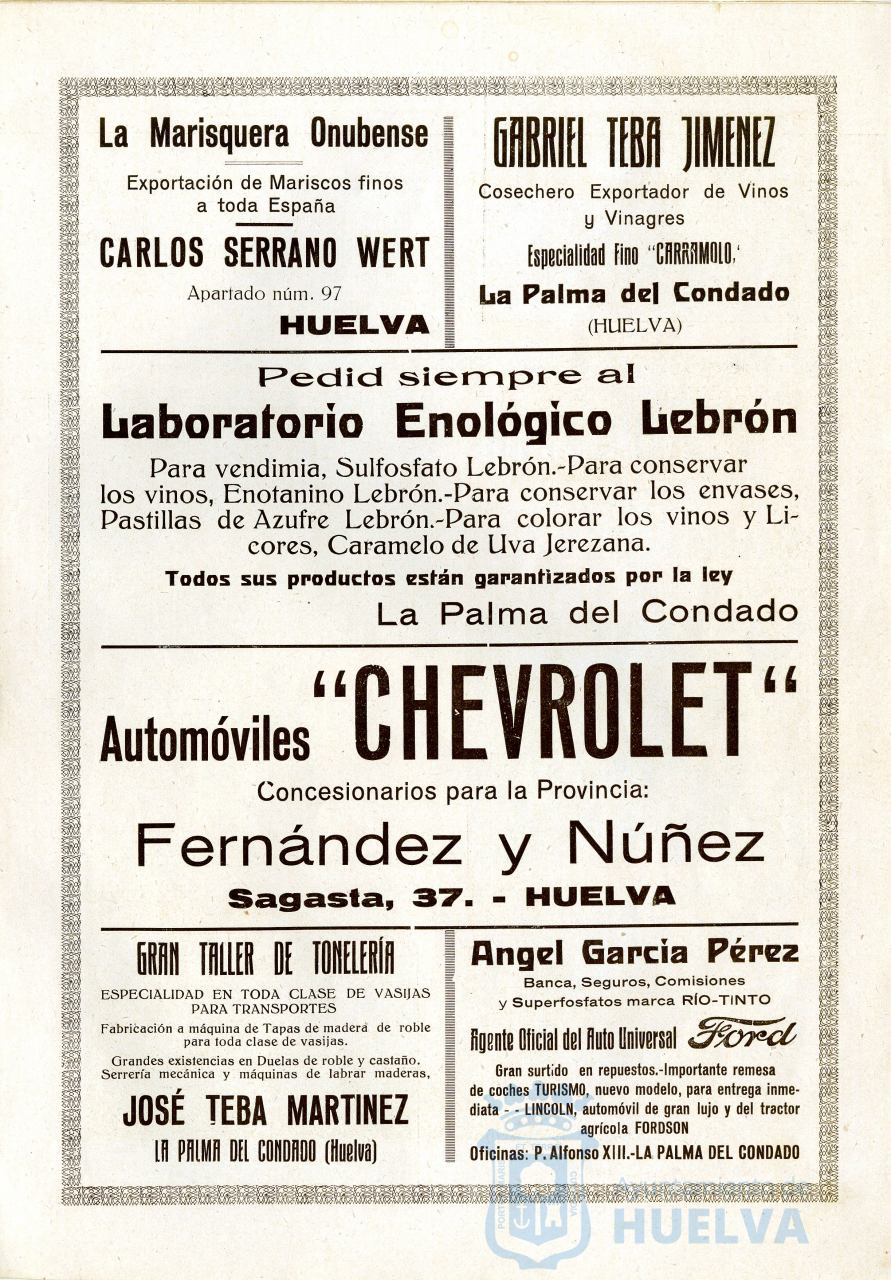 La Marisquera Onubense
Exportación de Mariscos finos
a toda España
CARLOS SERRANO WERT
Apartado núm. 97
HUELVA
GABRIEL TEBA JIMENEZ
Cosechero Exportador de Vinos
y Vinagres
Especialidad Fino "CARRAMOLO,"
La Palma del Condado
(HUELVA)
Pedid siempre al
Laboratorio Enológico Lebrón
Para vendimia, Sulfosfato Lebrón.-Para conservar
los vinos, Enotanino Lebrón.-Para conservar los envases,
Pastillas de Azufre Lebrón.-Para colorar los vinos y Li-
cores, Caramelo de Uva Jerezana.
Todos sus productos están garantizados por la ley
La Palma del Condado
Automóviles "CHEVROLET"
Concesionarios para la Provincia:
Fernández y Núñez
Sagasta, 37. - HUELVA
GRAN TALLER DE TONELERÍA
ESPECIALIDAD EN TODA CLASE DE VASIJAS
PARA TRANSPORTES
Fabricación a máquina de Tapas de madera de roble
para toda clase de vasijas.
Grandes existencias en Duelas de roble y castaño.
Serrería mecánica y máquinas de labrar maderas,
JOSÉ TEBA MARTINEZ
LA PALMA DEL CONDADO (Huelva)
Angel Garcia Pérez
Banca, Seguros, Comisiones
y Superfosfatos marca RÍO-TINTO
Agente Oficial del Auto Universal Ford
Gran surtido en repuestos.-Importante remesa
de coches TURISMO, nuevo modelo, para entrega inme-
diata - - LINCOLN, automóvil de gran lujo y del tractor
agrícola FORDSON
Oficinas: P. Alfonso XIII.-LA PALMA DEL CONDADO
Ayuntamiento de
HUELVA